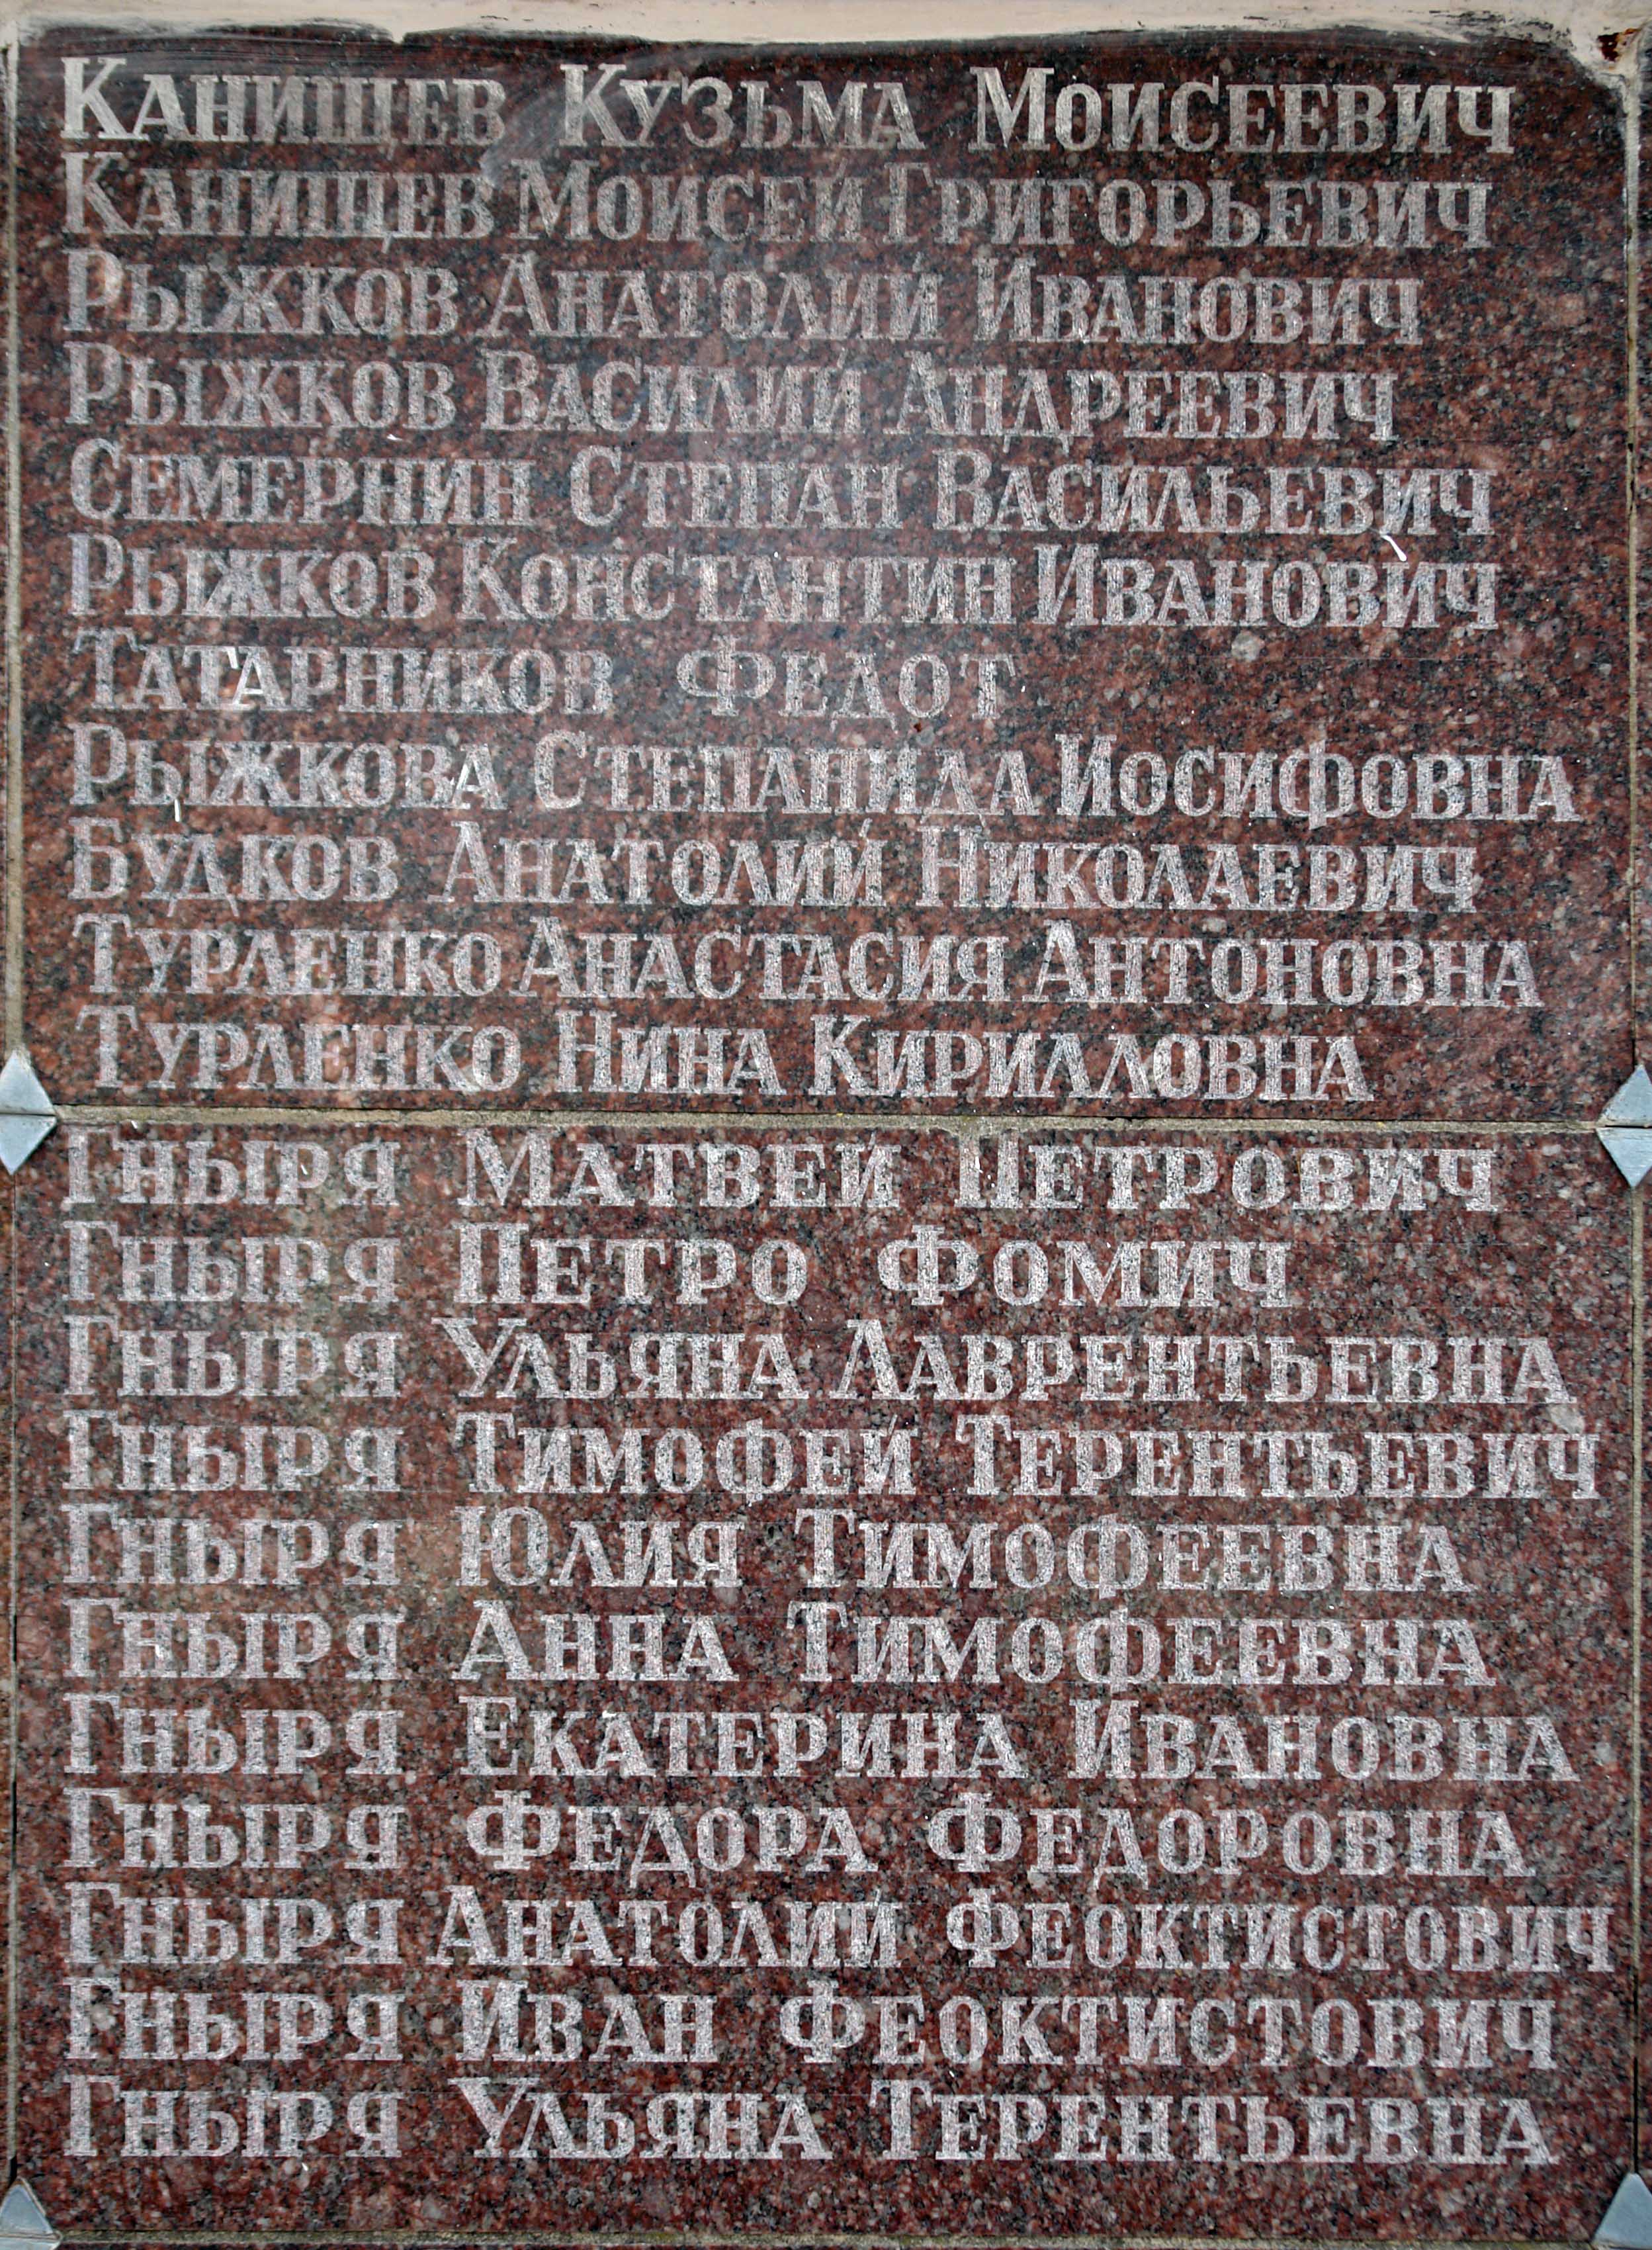 Канищев Кузьма Моисеевич
Канищев Моисей Григорьевич
Рыжков Анатолий Иванович
Рыжков Василий Андреевич
Семернин Степан Васильевич
Рыжков Константин Иванович
Татарников Федот
Рыжкова Степанида Иосифовна
Будков Анатолий Николаевич
Турленко Анастасия Антоновна
Турленко Нина Кирилловна
Гныря Матвей Петрович
Гныря Петро Фомич
Гныря Ульяна Лаврентьевна
Гныря Тимофей Терентьевич
Гныря Юлия Тимофеевна
Гныря Анна Тимофеевна
Гныря Екатерина Ивановна
Гныря Федора Федоровна
Гныря Анатолий Феоктистович
Гныря Иван Феоктистович
Гныря Ульяна Терентьевна